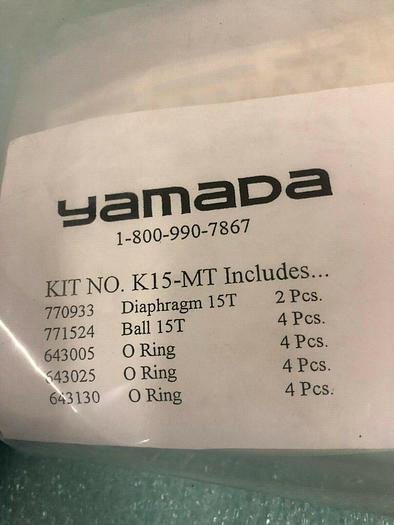 yamaDa
1-800-990-7867
KIT NO. K15-MT Includes...
770933 Diaphragm 15T 2 Pcs.
771524 Ball 15T 4 Pcs.
643005 O Ring 4 Pcs.
643025 O Ring 4 Pcs.
643130 O Ring 4 Pcs.